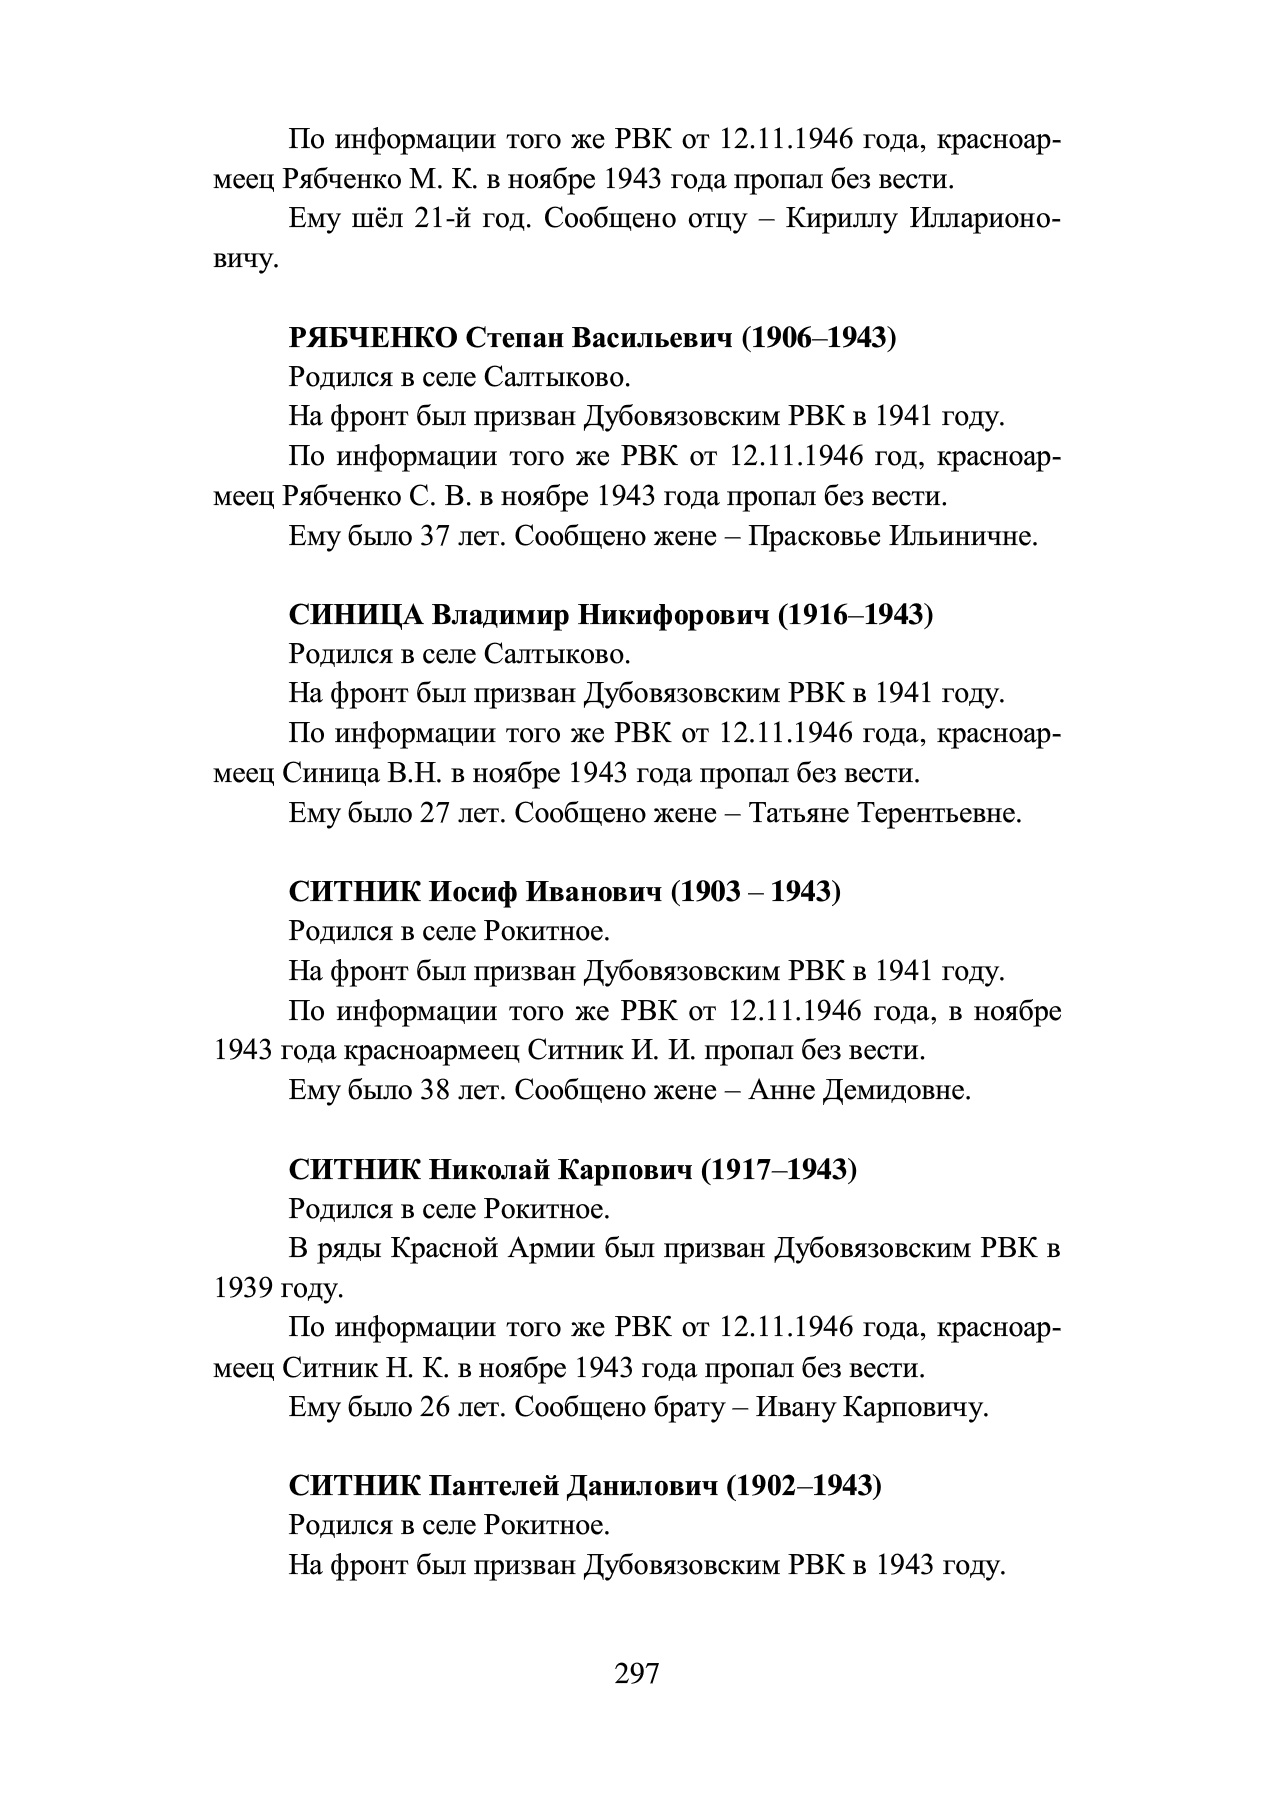 По информации того же РВК от 12.11.1946 года, красноар-
меец Рябченко М. К. в ноябре 1943 года пропал без вести.
Ему шёл 21-й год. Сообщено отцу – Кириллу Илларионо-
вичу.
РЯБЧЕНКО Степан Васильевич (1906–1943)
Родился в селе Салтыково.
На фронт был призван Дубовязовским РВК в 1941 году.
По информации того же РВК от 12.11.1946 год, красноар-
меец Рябченко С. В. в ноябре 1943 года пропал без вести.
Ему было 37 лет. Сообщено жене – Прасковье Ильиничне.
СИНИЦА Владимир Никифорович (1916–1943)
Родился в селе Салтыково.
На фронт был призван Дубовязовским РВК в 1941 году.
По информации того же РВК от 12.11.1946 года, красноар-
меец Синица В.Н. в ноябре 1943 года пропал без вести.
Ему было 27 лет. Сообщено жене – Татьяне Терентьевне.
СИТНИК Иосиф Иванович (1903 – 1943)
Родился в селе Рокитное.
На фронт был призван Дубовязовским РВК в 1941 году.
По информации того же РВК от 12.11.1946 года, в ноябре
1943 года красноармеец Ситник И. И. пропал без вести.
Ему было 38 лет. Сообщено жене – Анне Демидовне.
СИТНИК Николай Карпович (1917–1943)
Родился в селе Рокитное.
В ряды Красной Армии был призван Дубовязовским РВК в
1939 году.
По информации того же РВК от 12.11.1946 года, красноар-
меец Ситник Н. К. в ноябре 1943 года пропал без вести.
Ему было 26 лет. Сообщено брату – Ивану Карповичу.
СИТНИК Пантелей Данилович (1902–1943)
Родился в селе Рокитное.
На фронт был призван Дубовязовским РВК в 1943 году.
297